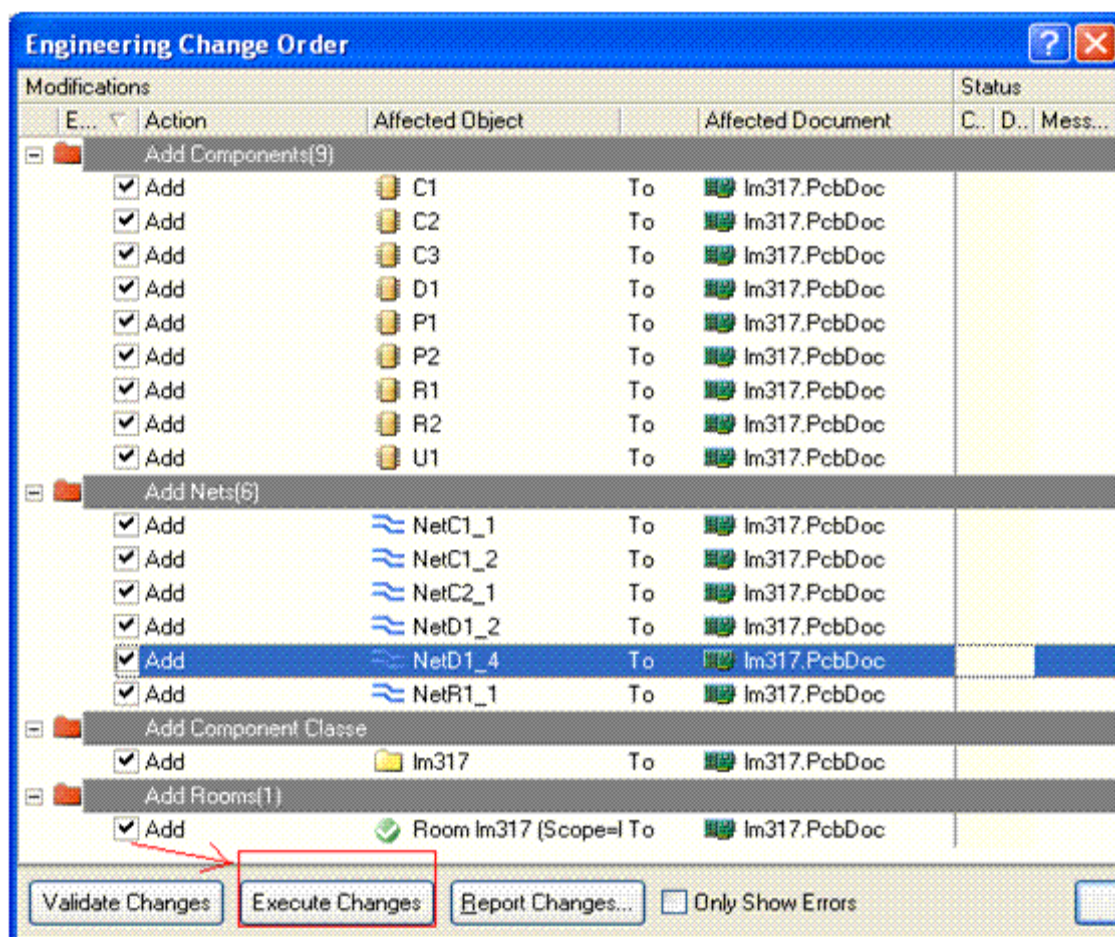 Engineering Change Order
Modifications Status
E... Action Affected Object Affected Document C.. D.. Mess...
Add Components(9)
Add C1 To lm317.PcbDoc
Add C2 To lm317.PcbDoc
Add C3 To lm317.PcbDoc
Add D1 To lm317.PcbDoc
Add P1 To lm317.PcbDoc
Add P2 To lm317.PcbDoc
Add R1 To lm317.PcbDoc
Add R2 To lm317.PcbDoc
Add U1 To lm317.PcbDoc
Add Nets(6)
Add NetC1_1 To lm317.PcbDoc
Add NetC1_2 To lm317.PcbDoc
Add NetC2_1 To lm317.PcbDoc
Add NetD1_2 To lm317.PcbDoc
Add NetD1_4 To lm317.PcbDoc
Add NetR1_1 To lm317.PcbDoc
Add Component Classe
Add lm317 To lm317.PcbDoc
Add Rooms(1)
Add Room lm317 (Scope=I To lm317.PcbDoc
Validate Changes Execute Changes Report Changes... Only Show Errors